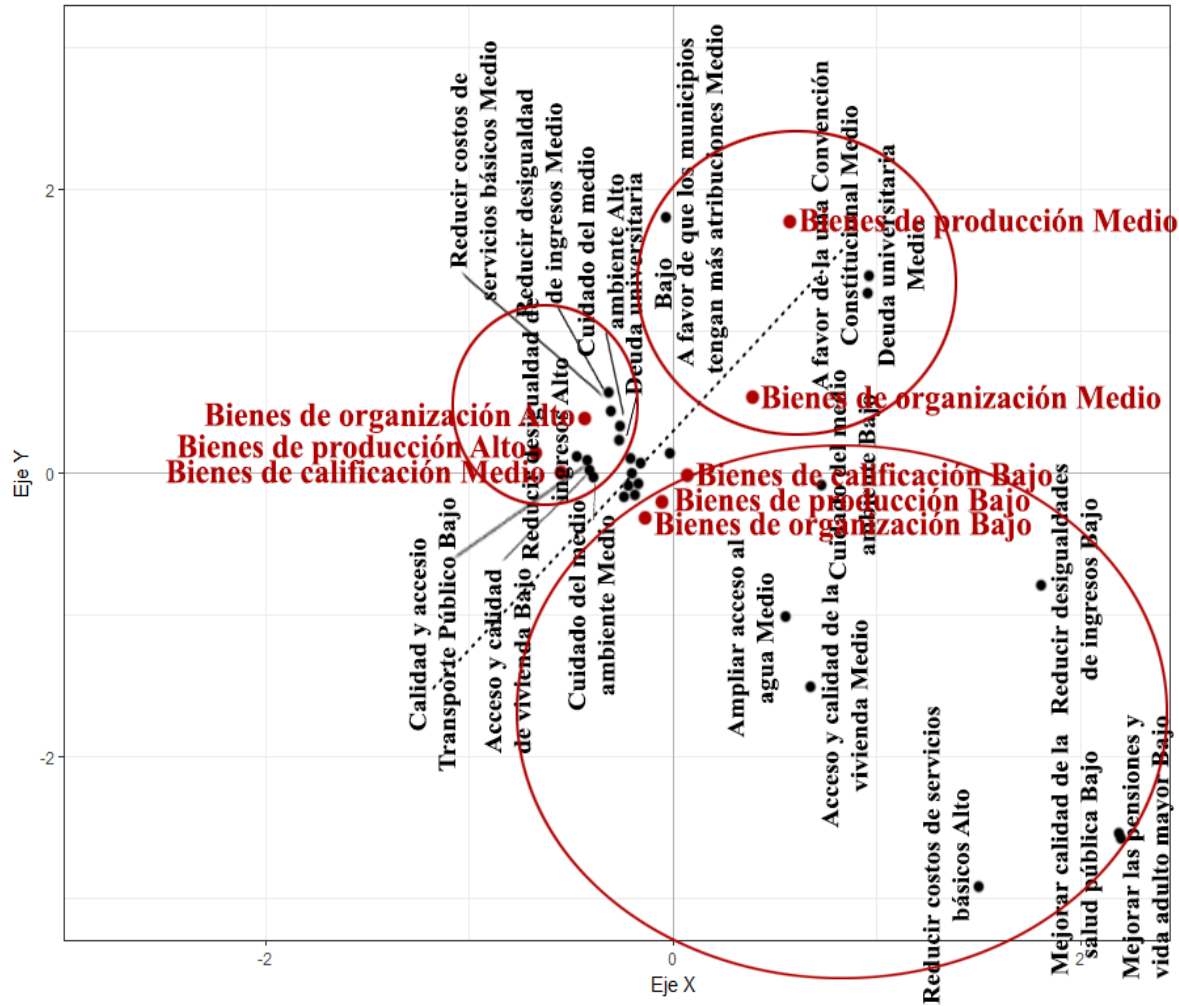 Reducir costos de
servicios básicos Medio
Reducir desigualdad
de ingresos Medio
Cuidado del medio
ambiente Alto
Deuda universitaria
Bajo
A favor de que los municipios
tengan más atribuciones Medio
A favor de la una Convención
Constitucional Medio
Deuda universitaria
Medio
Bienes de producción Medio
Bienes de organización Medio
Bienes de organización Alto
Bienes de producción Alto
Bienes de calificación Medio
Reducir desigualdad de
ingresos Alto
Bienes de calificación Bajo
Bienes de producción Bajo
Bienes de organización Bajo
Cuidado del medio
ambiente Bajo
Calidad y accesio
Transporte Público Bajo
Acceso y calidad
de vivienda Bajo
Cuidado del medio
ambiente Medio
Ampliar acceso al
agua Medio
Acceso y calidad de la
vivienda Medio
Reducir desigualdades
de ingresos Bajo
Reducir costos de servicios
básicos Alto
Mejorar calidad de la
salud pública Bajo
Mejorar las pensiones y
vida adulto mayor Bajo
2
0
-2
Eje Y
-2
0
2
Eje X